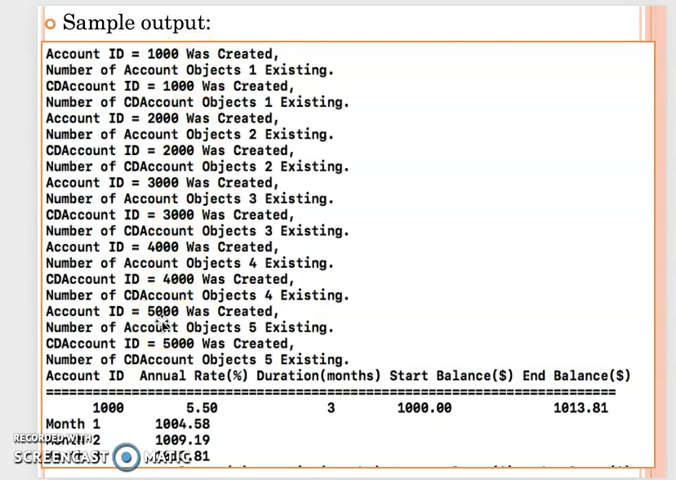 Sample output:
Account ID = 1000 Was Created,
Number of Account Objects 1 Existing.
CDAccount ID = 1000 Was Created,
Number of CDAccount Objects 1 Existing.
Account ID = 2000 Was Created,
Number of Account Objects 2 Existing.
CDAccount ID = 2000 Was Created,
Number of CDAccount Objects 2 Existing.
Account ID = 3000 Was Created,
Number of Account Objects 3 Existing.
CDAccount ID = 3000 Was Created,
Number of CDAccount Objects 3 Existing.
Account ID = 4000 Was Created,
Number of Account Objects 4 Existing.
CDAccount ID = 4000 Was Created,
Number of CDAccount Objects 4 Existing.
Account ID = 5000 Was Created,
Number of Account Objects 5 Existing.
CDAccount ID = 5000 Was Created,
Number of CDAccount Objects 5 Existing.
Account ID Annual Rate(%) Duration(months) Start Balance($) End Balance($)
=========================================================================
1000 5.50 3 1000.00 1013.81
Month 1 1004.58
Month 2 1009.19
RECORDED WITH
SCREENCAST MATIC